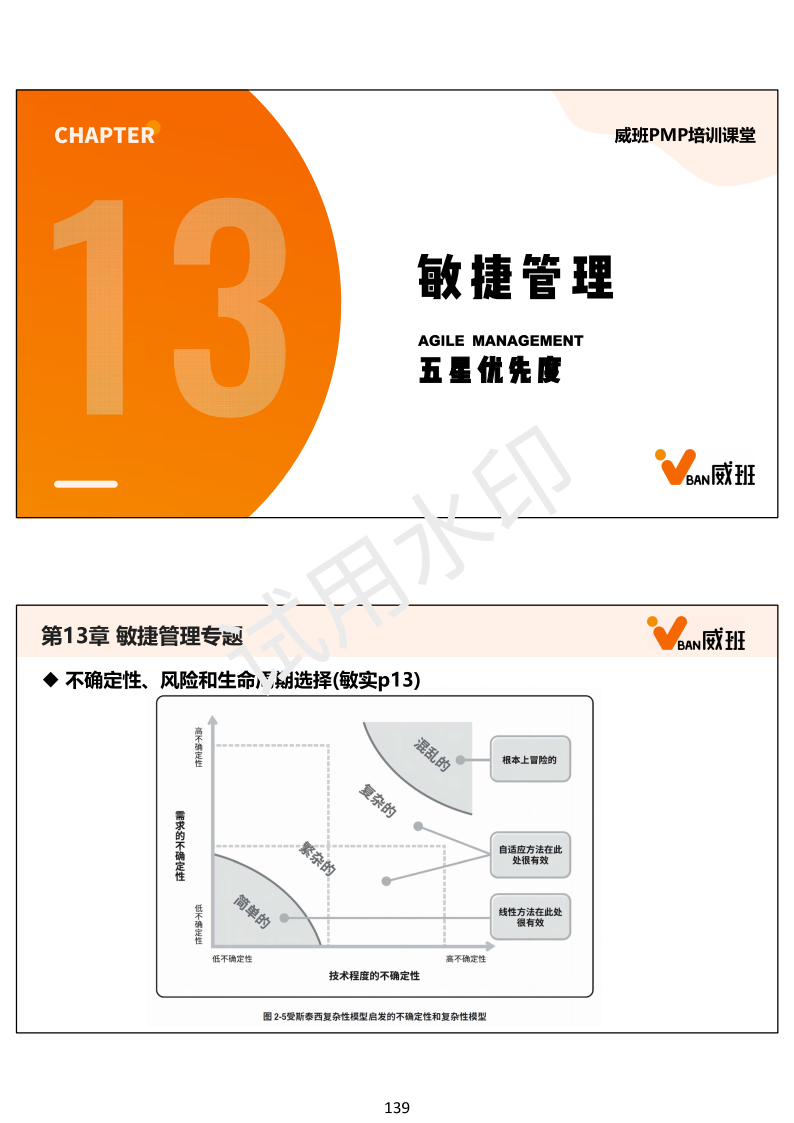 CHAPTER
威班PMP培训课堂
13
敏捷管理
AGILE MANAGEMENT
五星优先度
BAN威班
试用水印
第13章 敏捷管理专题
BAN威班
◆ 不确定性、风险和生命周期选择(敏实p13)
高不确定性
混乱的
根本上冒险的
复杂的
需求的不确定性
自适应方法在此
处很有效
繁杂的
简单的
低不确定性
线性方法在此处
很有效
低不确定性
高不确定性
技术程度的不确定性
图 2-5受斯泰西复杂性模型启发的不确定性和复杂性模型
139